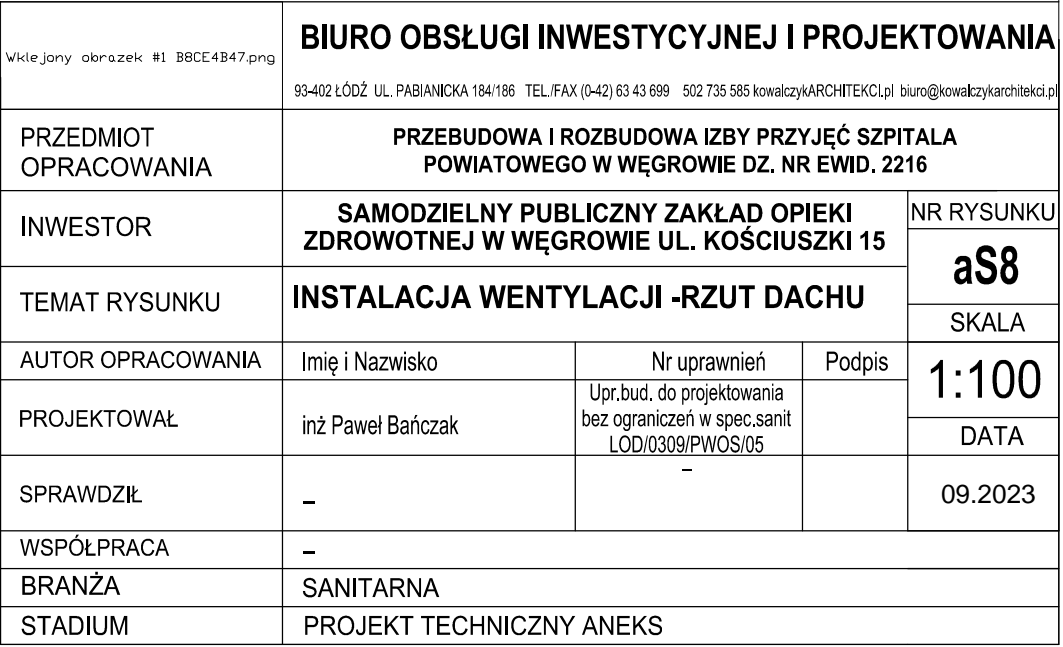 Wklejony obrazek #1 B8CE4B47.png
BIURO OBSŁUGI INWESTYCYJNEJ I PROJEKTOWANIA
93-402 ŁÓDŹ UL. PABIANICKA 184/186 TEL./FAX (0-42) 63 43 699 502 735 585 kowalczykARCHITEKCI.pl biuro@kowalczykarchitekci.pl
PRZEDMIOT
OPRACOWANIA
PRZEBUDOWA I ROZBUDOWA IZBY PRZYJĘĆ SZPITALA
POWIATOWEGO W WĘGROWIE DZ. NR EWID. 2216
INWESTOR
SAMODZIELNY PUBLICZNY ZAKŁAD OPIEKI
ZDROWOTNEJ W WĘGROWIE UL. KOŚCIUSZKI 15
NR RYSUNKU
aS8
TEMAT RYSUNKU
INSTALACJA WENTYLACJI -RZUT DACHU
SKALA
1:100
AUTOR OPRACOWANIA
Imię i Nazwisko
Nr uprawnień
Podpis
PROJEKTOWAŁ
inż Paweł Bańczak
Upr.bud. do projektowania
bez ograniczeń w spec.sanit
LOD/0309/PWOS/05
DATA
09.2023
SPRAWDZIŁ
–
–
WSPÓŁPRACA
–
BRANŻA
SANITARNA
STADIUM
PROJEKT TECHNICZNY ANEKS